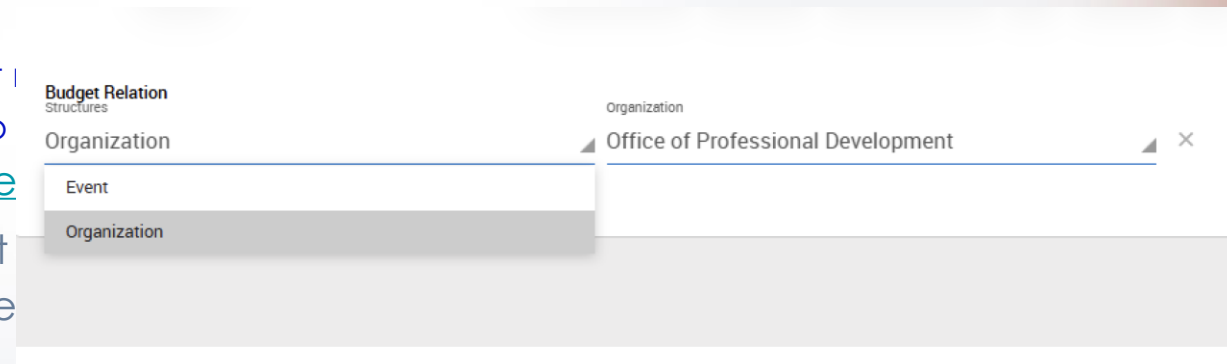 Budget Relation
Structures
Organization
Organization
Office of Professional Development
Event
Organization